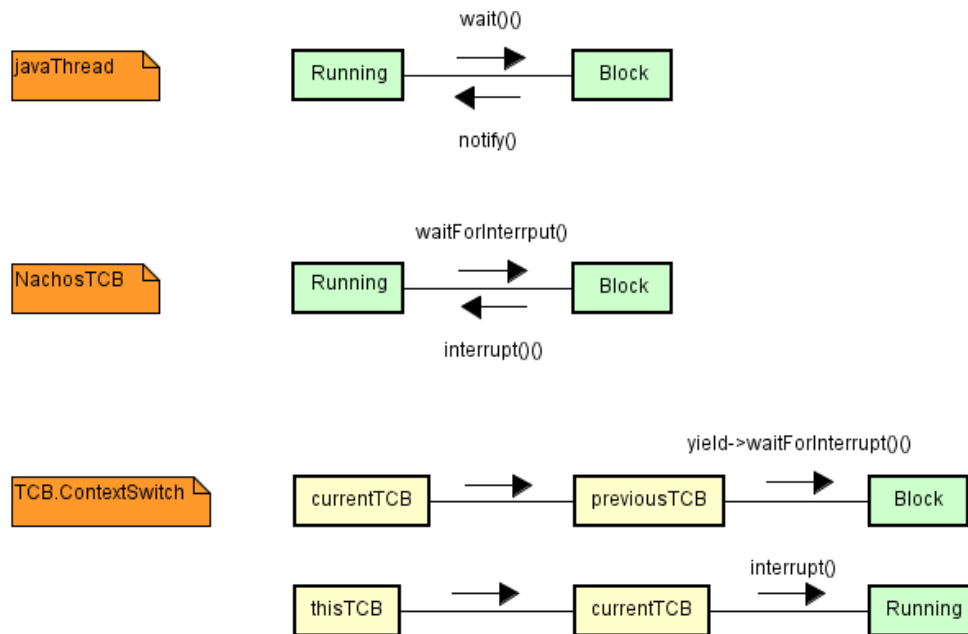 wait()()
javaThread
Running
Block
notify()
waitForInterrput()
NachosTCB
Running
Block
interrupt()()
yield->waitForInterrupt()()
TCB.ContextSwitch
currentTCB
previousTCB
Block
interrupt()
thisTCB
currentTCB
Running